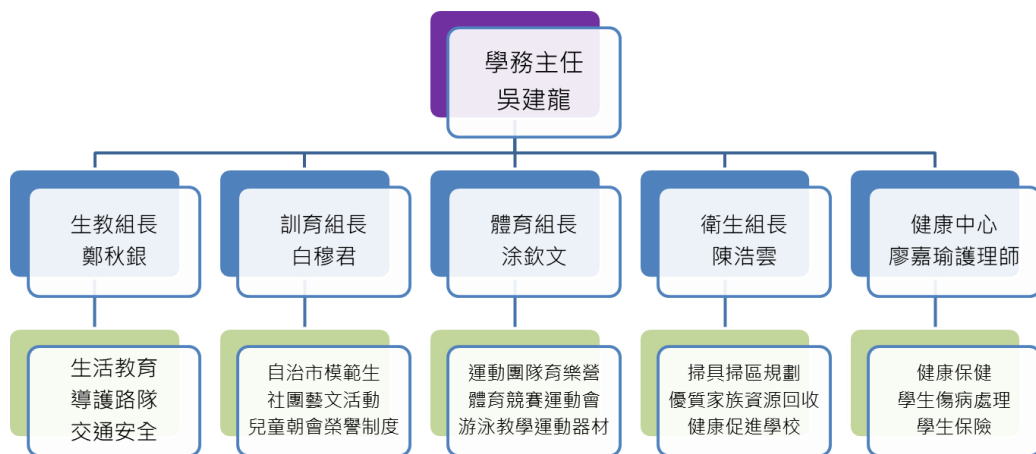 學務主任
吳建龍
生教組長
鄭秋銀
訓育組長
白穆君
體育組長
涂欽文
衛生組長
陳浩雲
健康中心
廖嘉瑜護理師
生活教育
導護路隊
交通安全
自治市模範生
社團藝文活動
兒童朝會榮譽制度
運動團隊育樂營
體育競賽運動會
游泳教學運動器材
掃具掃區規劃
優質家族資源回收
健康促進學校
健康保健
學生傷病處理
學生保險